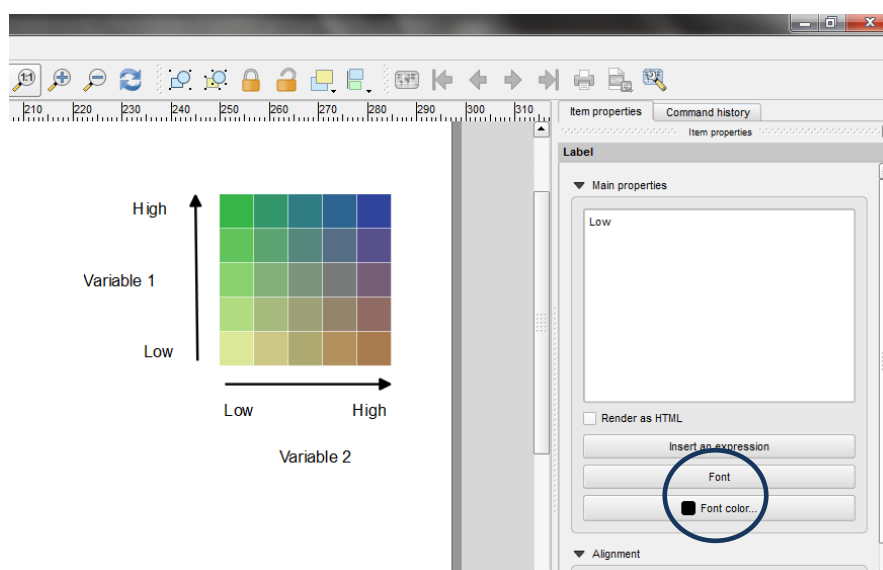 1:1
210 220 230 240 250 260 270 280 290 300 310
Item properties Command history
Item properties
Label
Main properties
Low
High
Variable 1
Low
Low High
Variable 2
Render as HTML
Insert an expression
Font
Font color...
Alignment